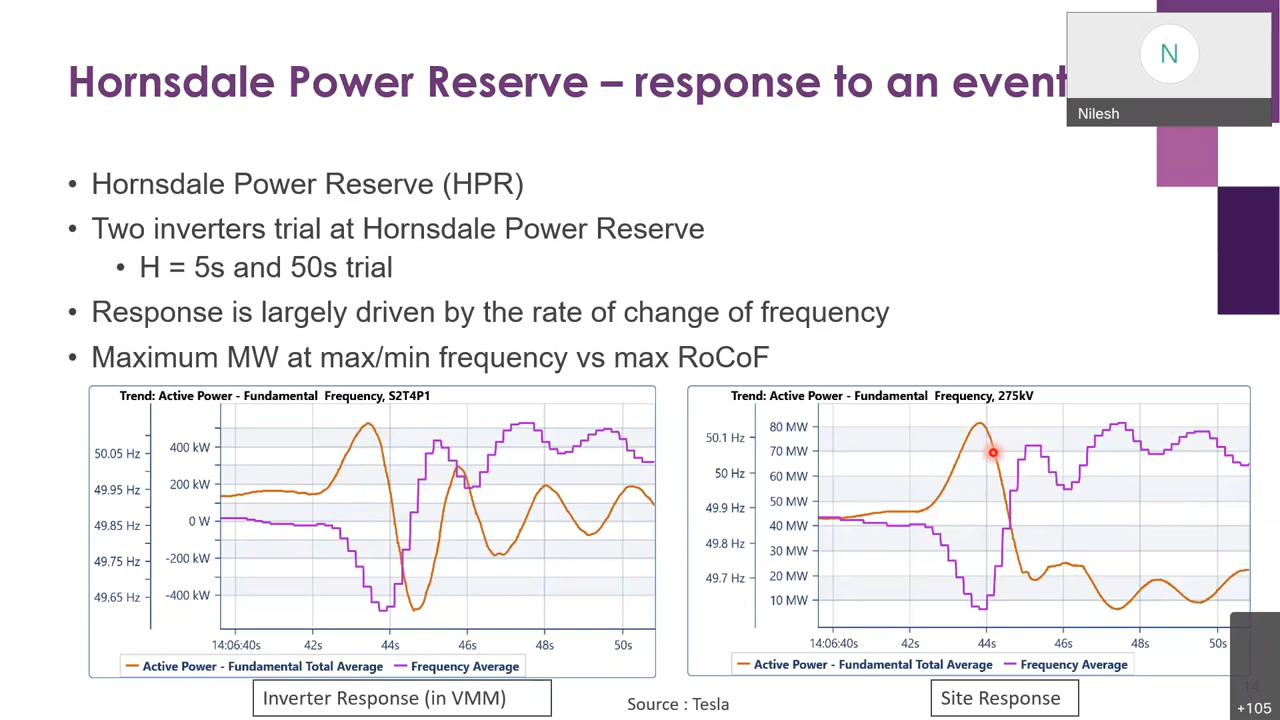 Hornsdale Power Reserve – response to an event
N
Nilesh
• Hornsdale Power Reserve (HPR)
• Two inverters trial at Hornsdale Power Reserve
• H = 5s and 50s trial
• Response is largely driven by the rate of change of frequency
• Maximum MW at max/min frequency vs max RoCoF
Trend: Active Power - Fundamental Frequency, S2T4P1
50.05 Hz
49.95 Hz
49.85 Hz
49.75 Hz
49.65 Hz
400 kW
200 kW
0 W
-200 kW
-400 kW
14:06:40s 42s 44s 46s 48s 50s
Active Power - Fundamental Total Average Frequency Average
Inverter Response (in VMM)
Source : Tesla
Trend: Active Power - Fundamental Frequency, 275kV
50.1 Hz
50 Hz
49.9 Hz
49.8 Hz
49.7 Hz
80 MW
70 MW
60 MW
50 MW
40 MW
30 MW
20 MW
10 MW
14:06:40s 42s 44s 46s 48s 50s
Active Power - Fundamental Total Average Frequency Average
Site Response
14
+105